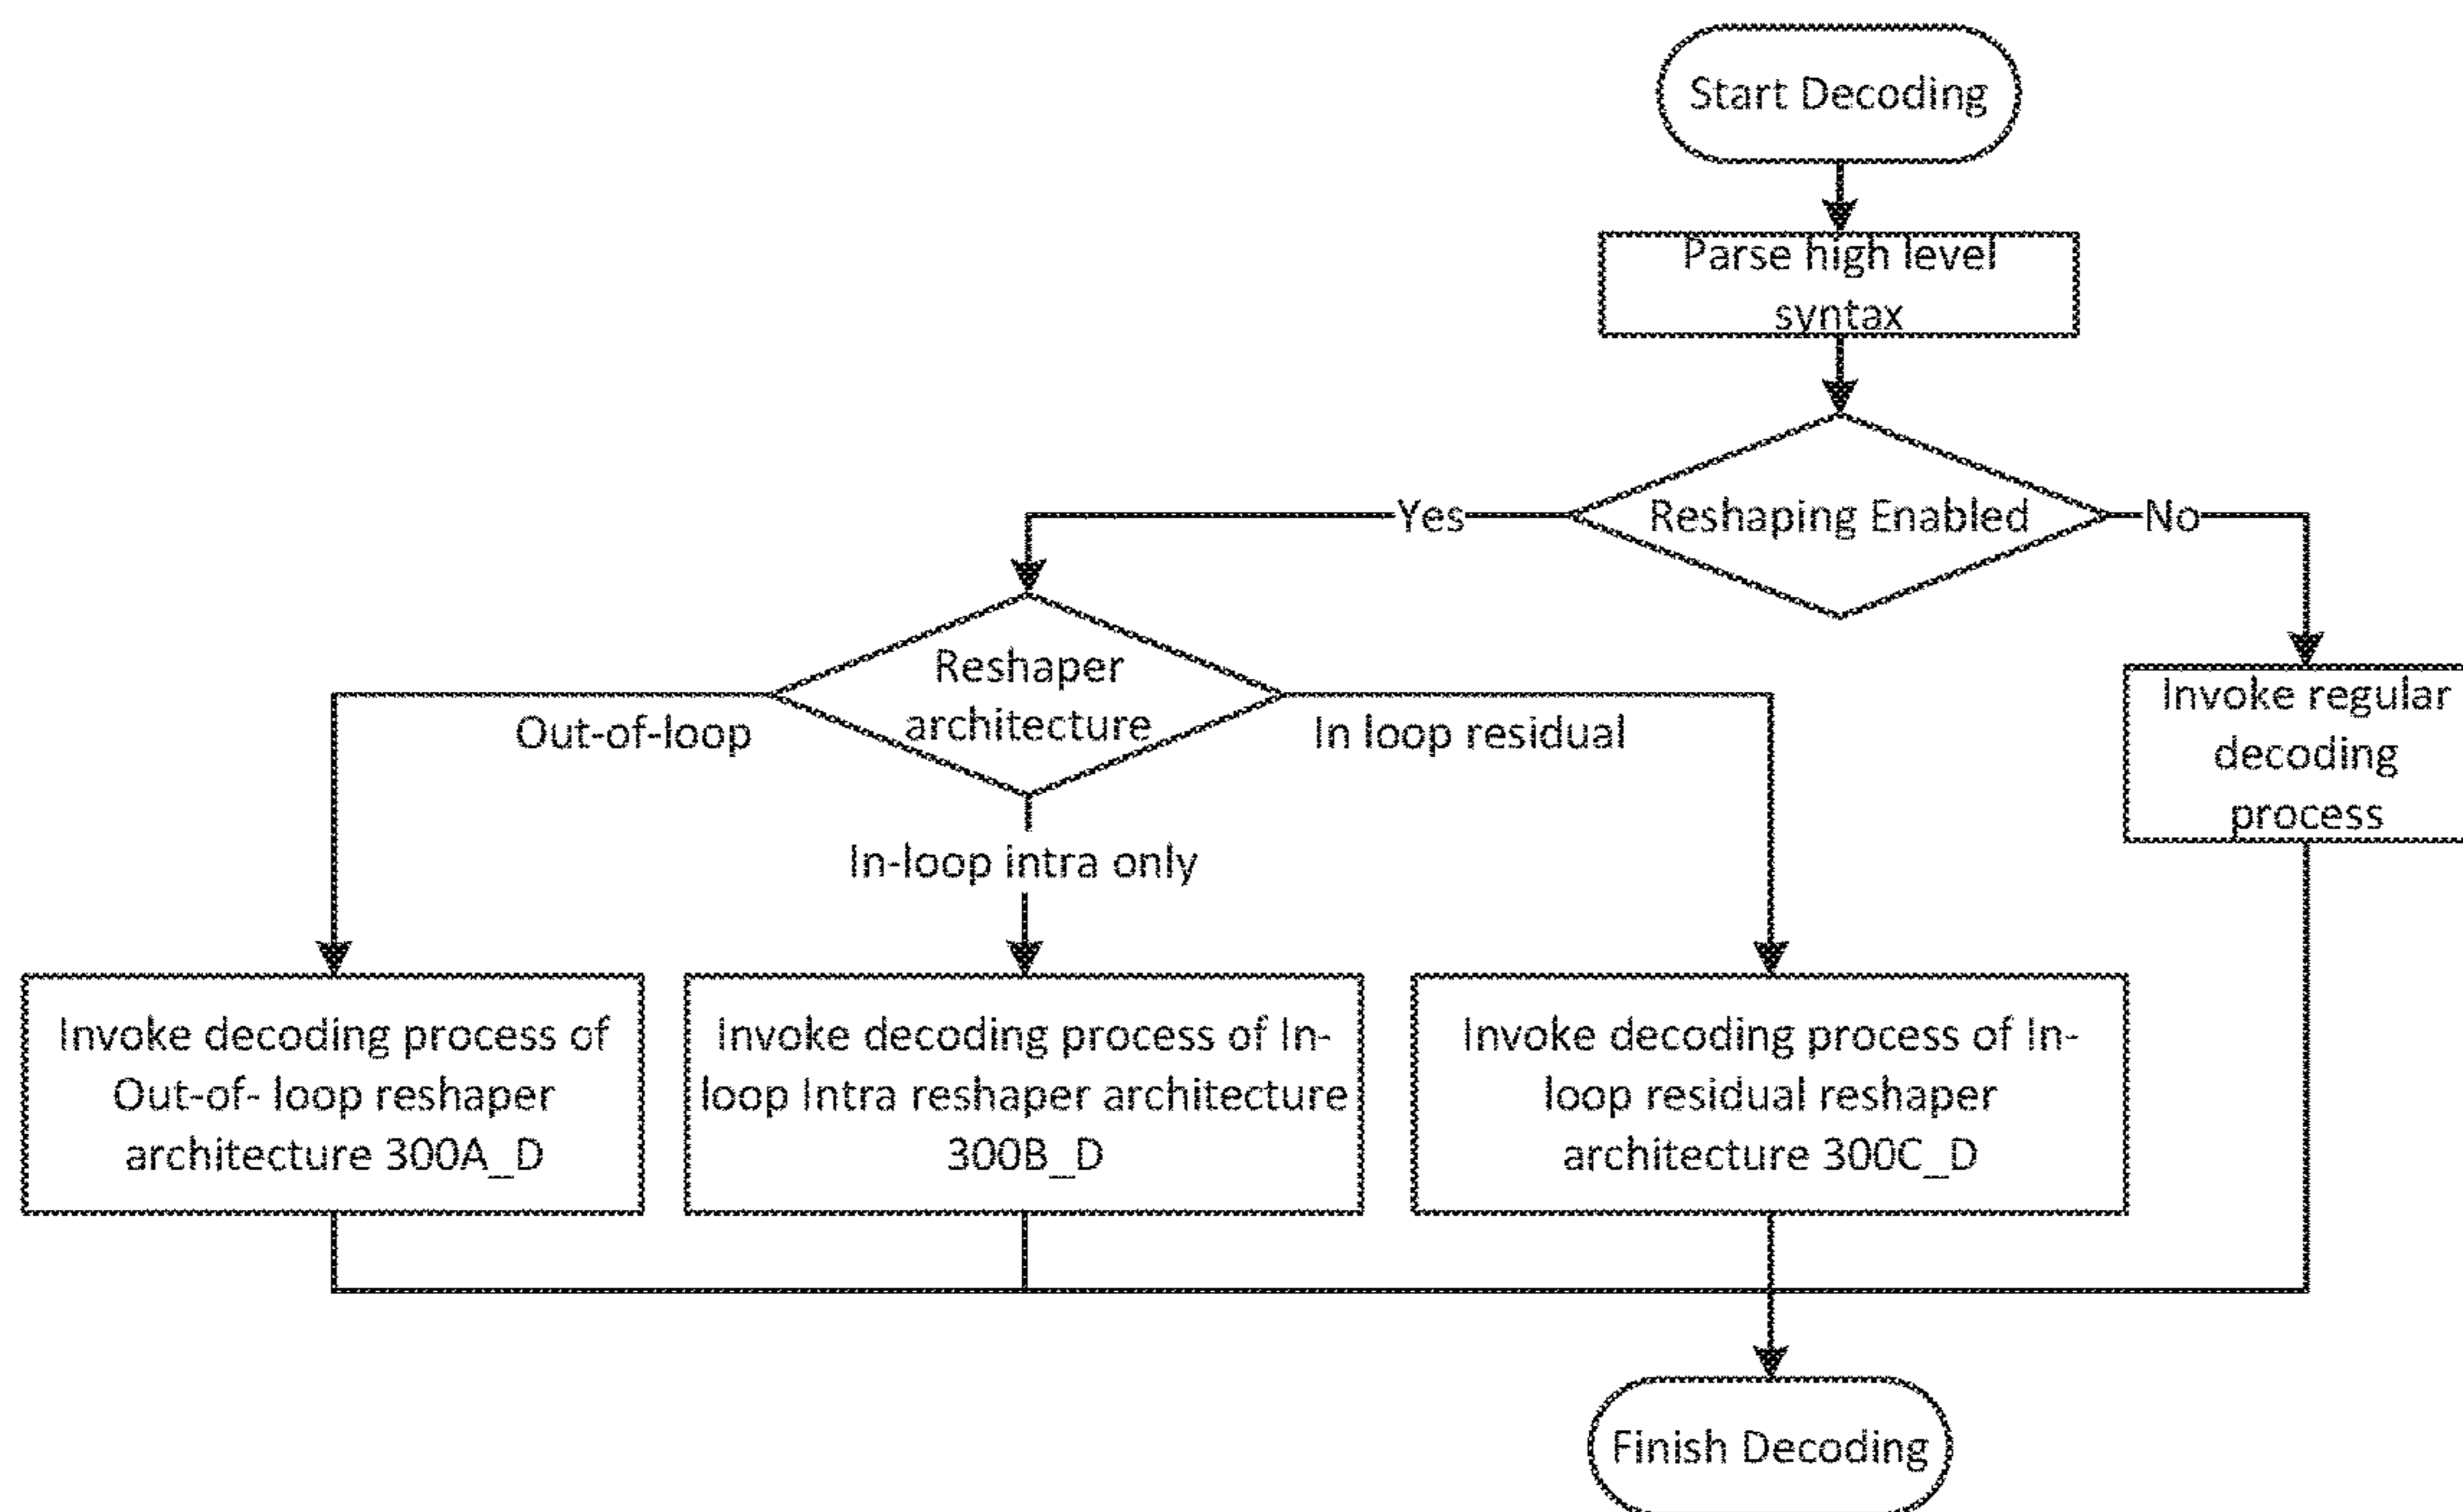 Start Decoding
Parse high level
syntax
Yes
Reshaping Enabled
No
Reshaper
architecture
Out-of-loop
In loop residual
Invoke regular
decoding
process
In-loop intra only
Invoke decoding process of
Out-of- loop reshaper
architecture 300A_D
Invoke decoding process of In-
loop Intra reshaper architecture
300B_D
Invoke decoding process of In-
loop residual reshaper
architecture 300C_D
Finish Decoding